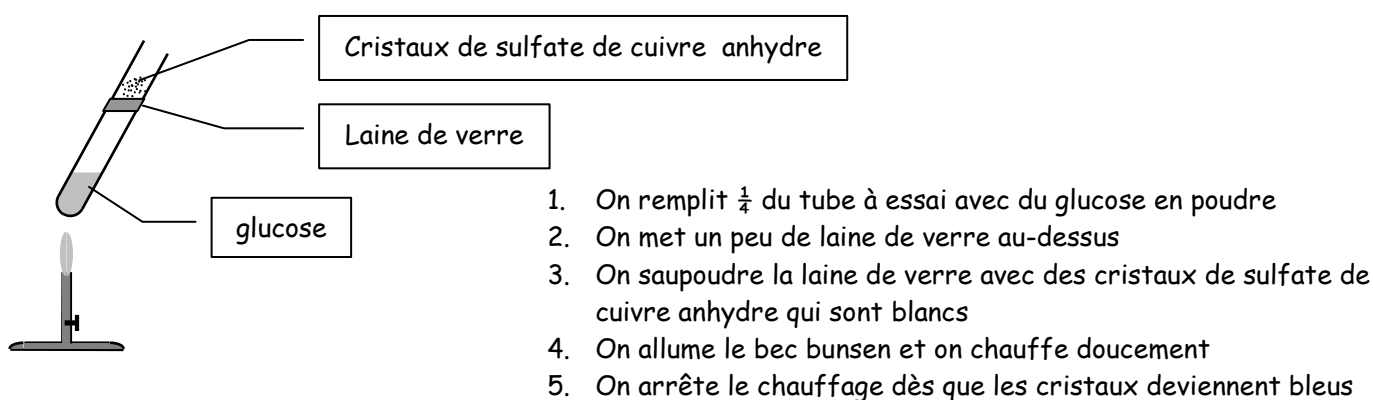 Cristaux de sulfate de cuivre anhydre
Laine de verre
glucose
1. On remplit ¼ du tube à essai avec du glucose en poudre
2. On met un peu de laine de verre au-dessus
3. On saupoudre la laine de verre avec des cristaux de sulfate de
cuivre anhydre qui sont blancs
4. On allume le bec bunsen et on chauffe doucement
5. On arrête le chauffage dès que les cristaux deviennent bleus